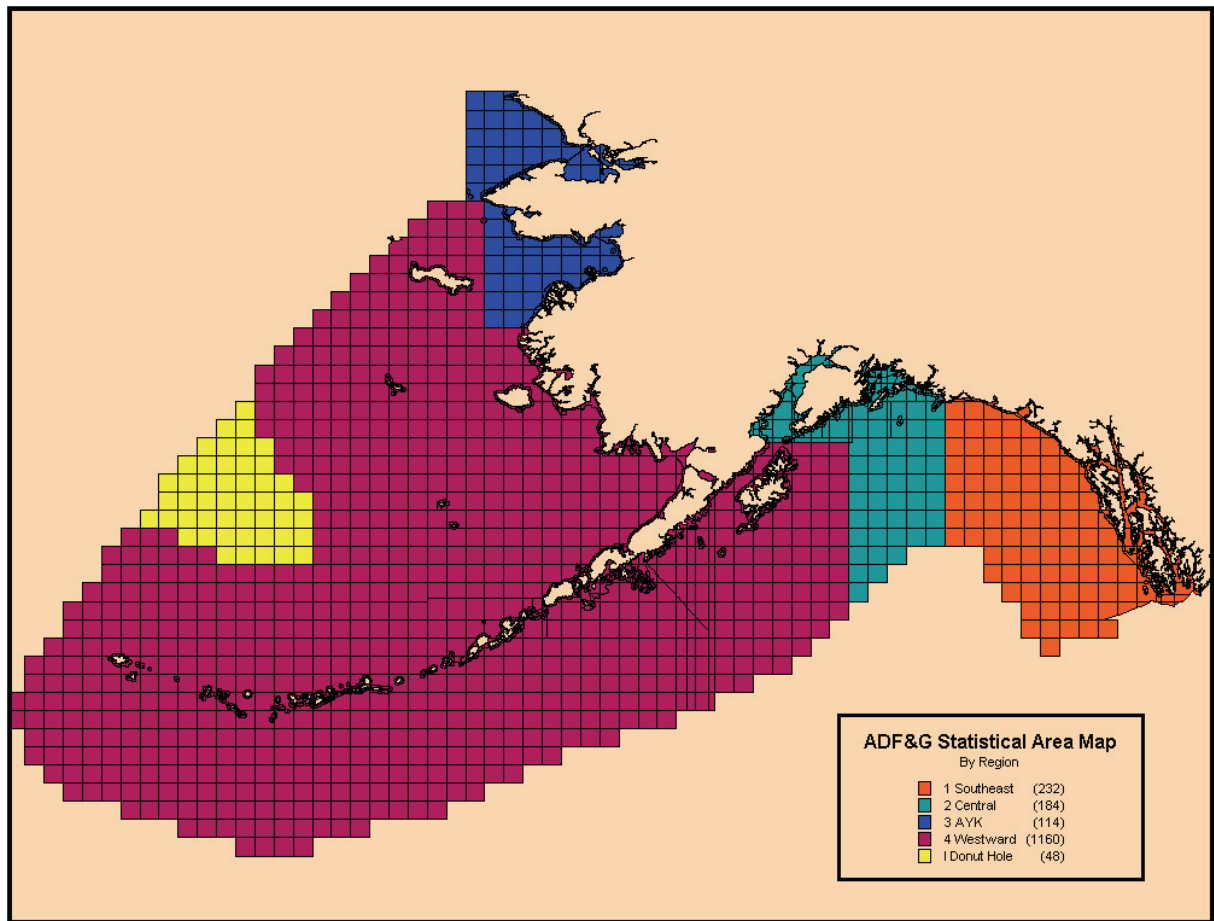 ADF&G Statistical Area Map
By Region
1 Southeast (232)
2 Central (184)
3 AYK (114)
4 Westward (1160)
I Donut Hole (48)